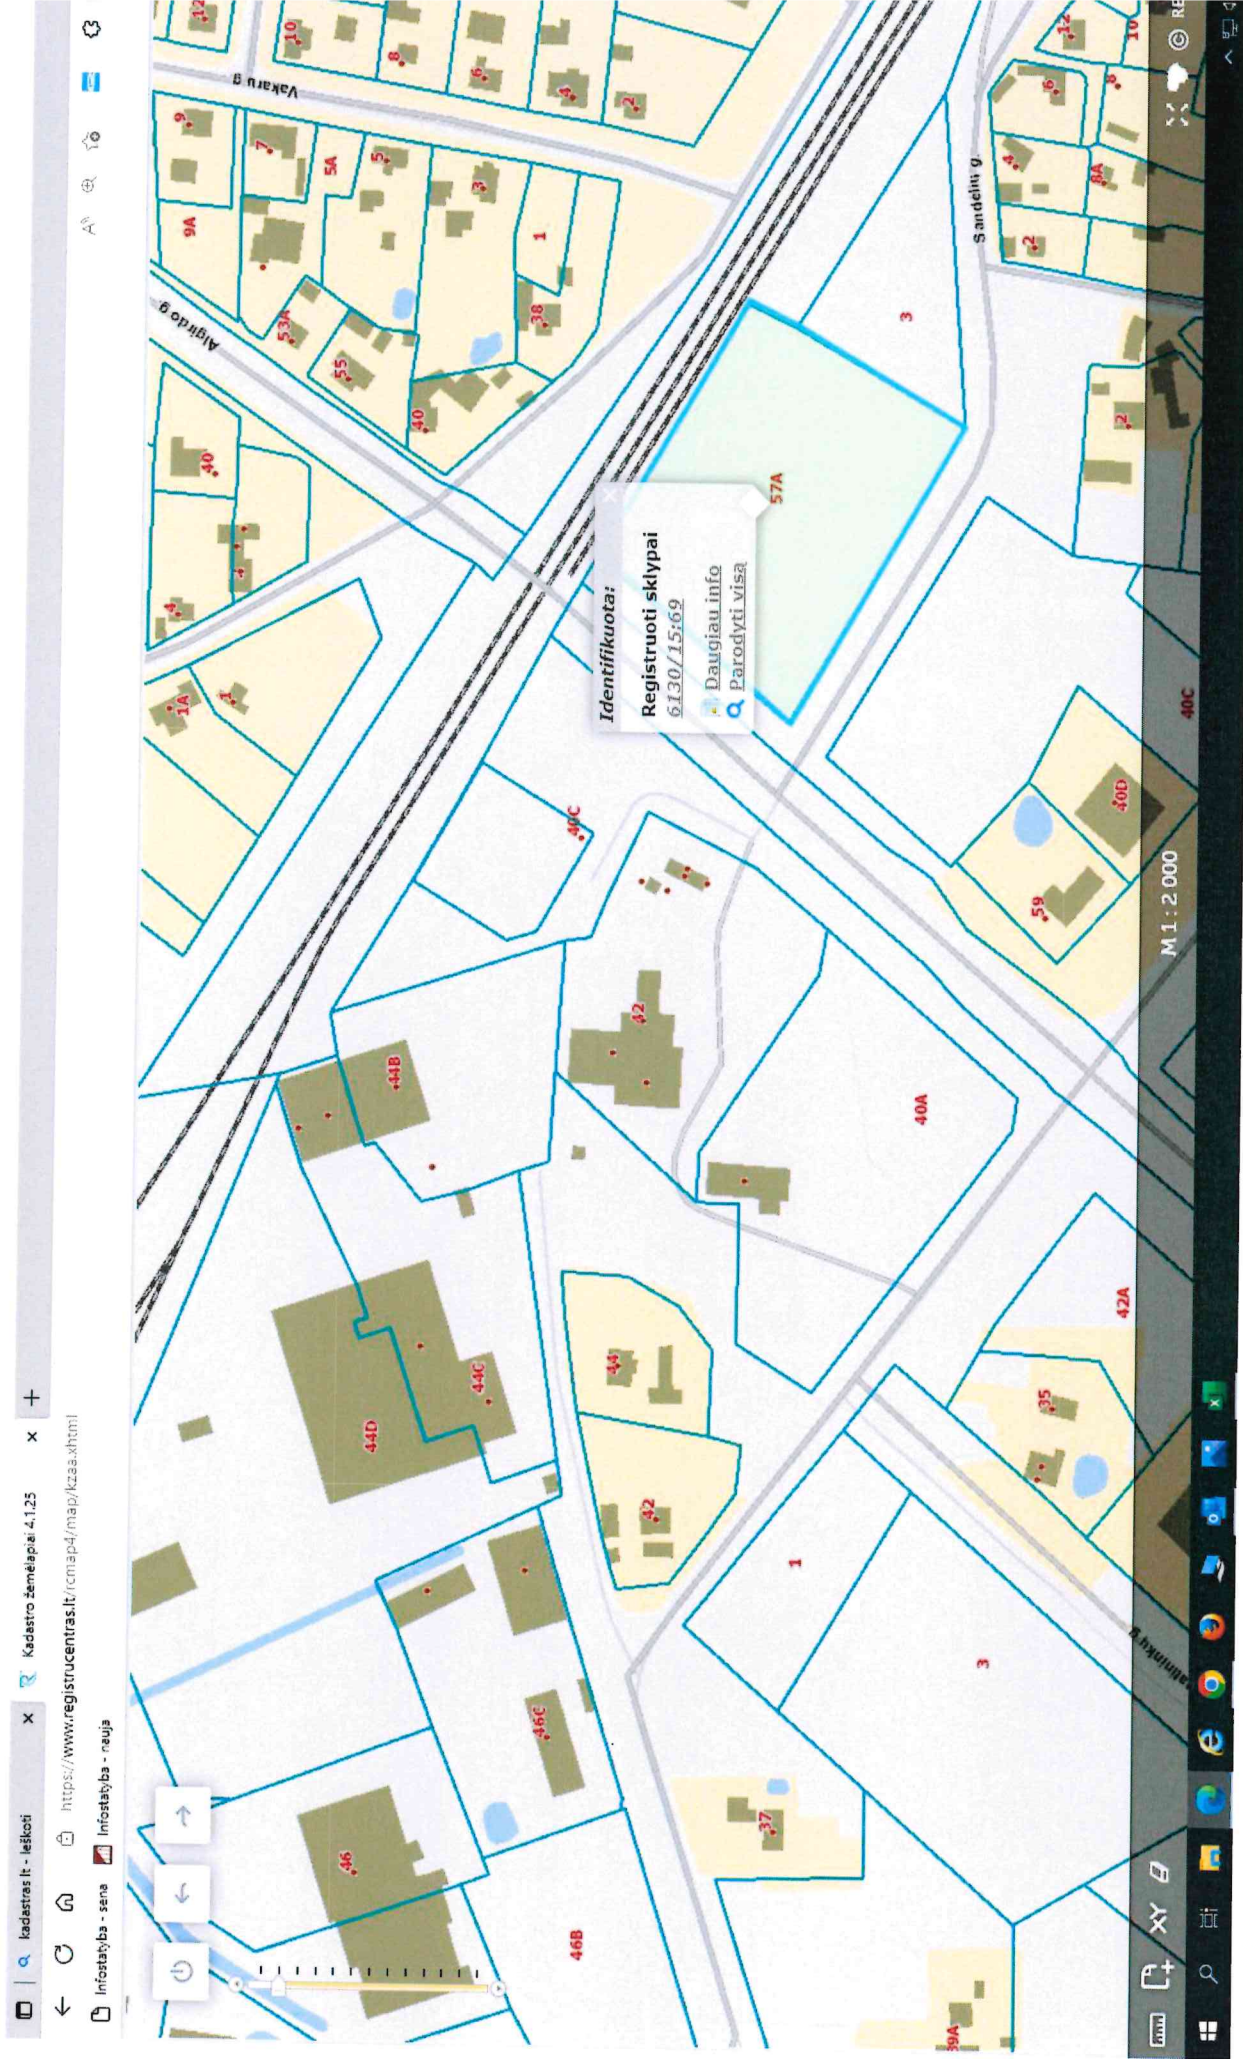 kadastras lt - Ieškoti
Kadastro žemėlapiai 4.1.25
https://www.registrucentras.lt/rcmap4/map/kzaa.xhtml
Infostatyba - sena
Infostatyba - nauja
Identifikuota:
Registruoti sklypai
6130/15:69
Daugiau info
Parodyti visą
57A
Algirdo g.
Vakarų g.
Sandėlių g.
12
10
8
6
4
2
9
9A
7
5A
5
3
1
38
53A
55
40
40
4
1A
1
3
12
10
6
8
4
8A
2
2
40C
40C
40D
59
42
44B
44D
44C
44
42
40A
42A
35
1
3
37
39A
46
46C
46B
M 1 : 2 000
XY
© RE